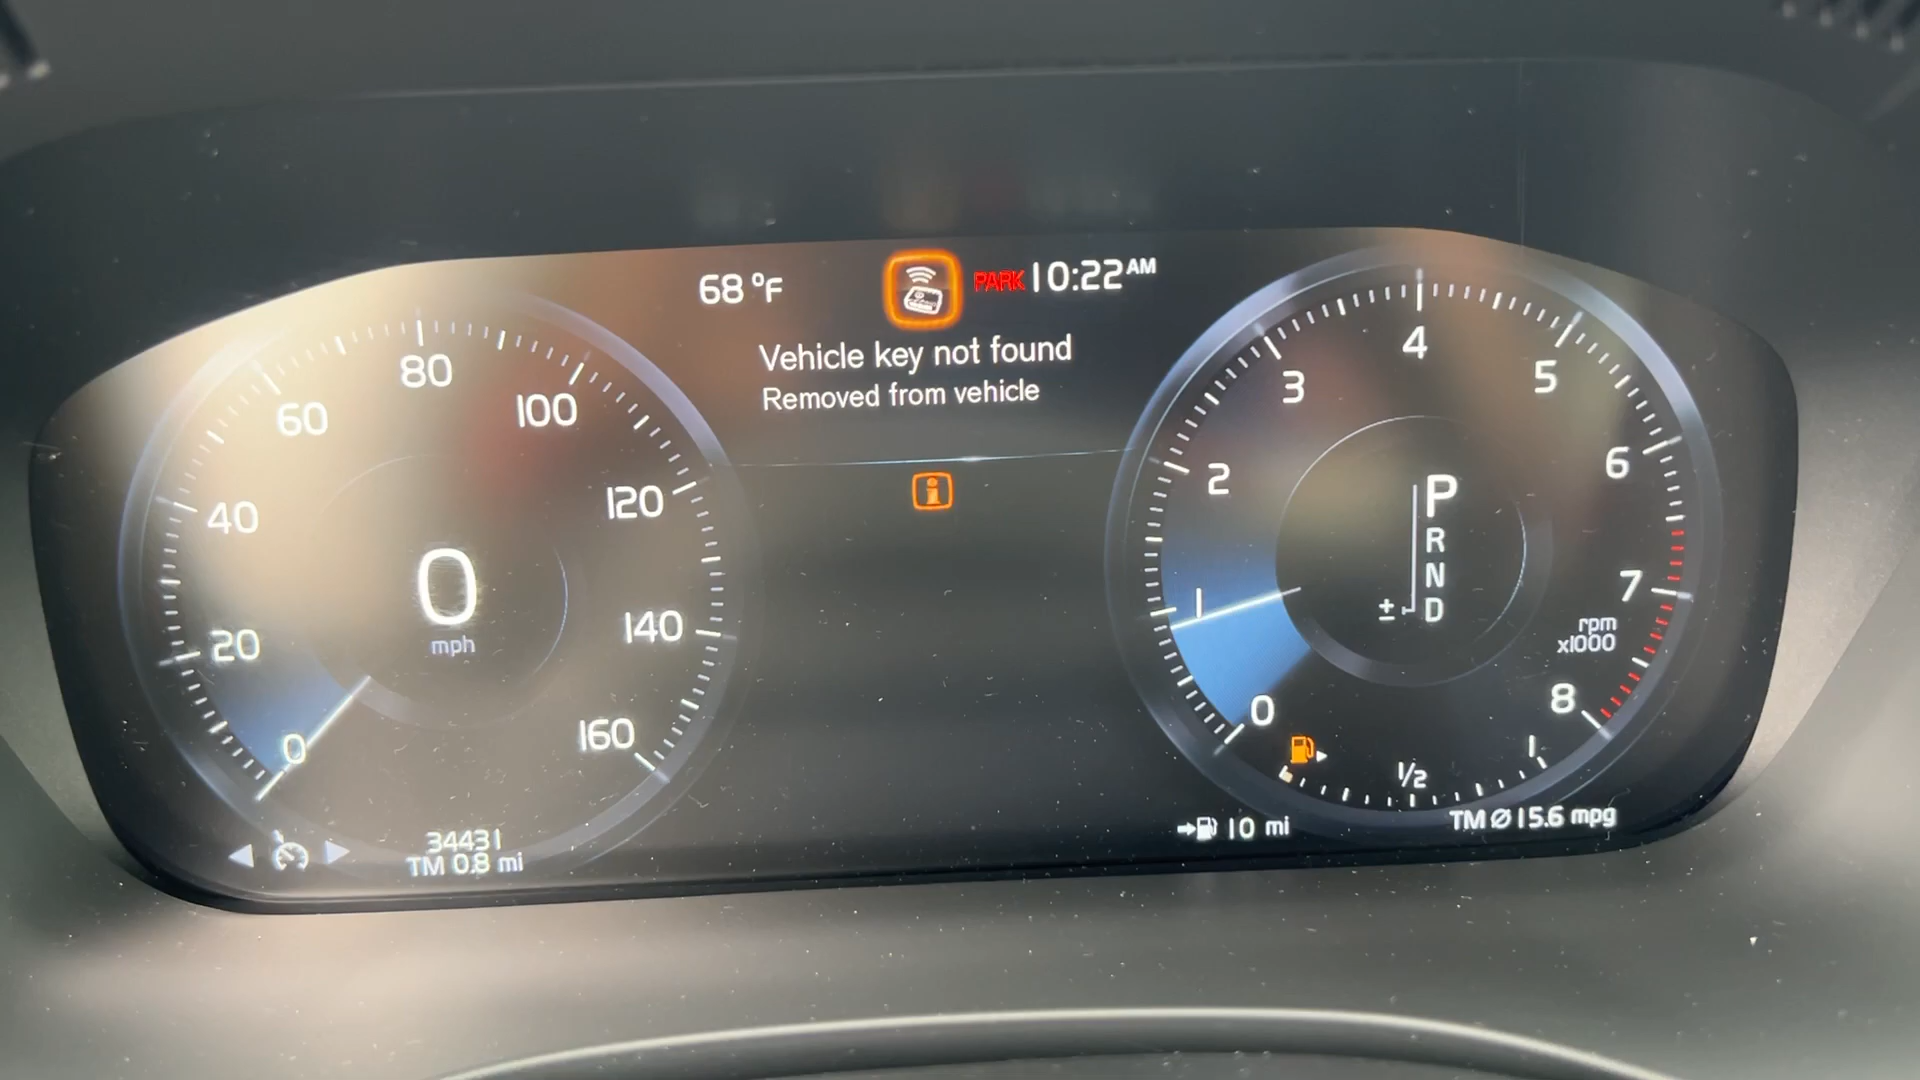 68 °F
PARK 10:22 AM
Vehicle key not found
Removed from vehicle
0
20
40
60
80
100
120
140
160
0
mph
34431
TM 0.8 mi
0
1
2
3
4
5
6
7
8
rpm
x1000
P
R
N
± D
1/2
1
10 mi
TM Ø 15.6 mpg